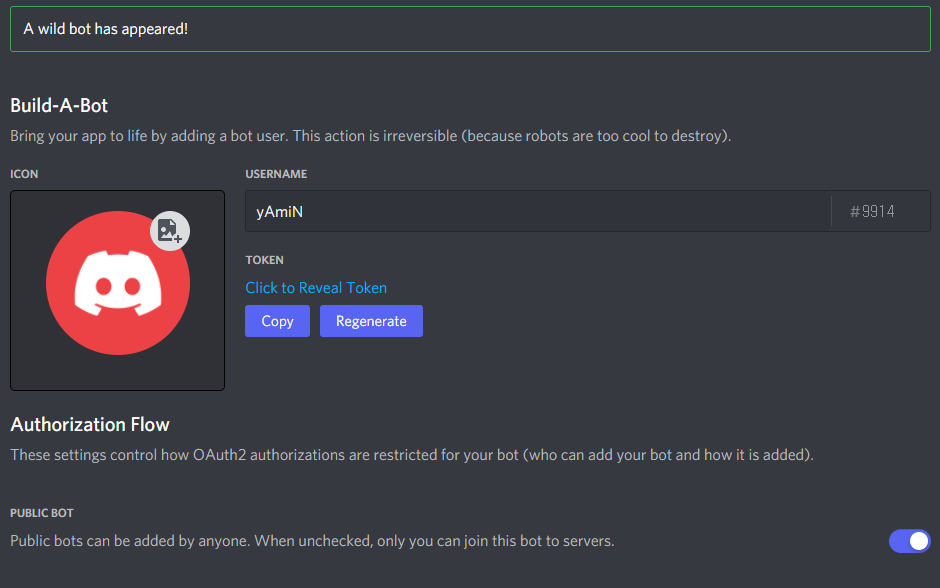 A wild bot has appeared!
Build-A-Bot
Bring your app to life by adding a bot user. This action is irreversible (because robots are too cool to destroy).
ICON
USERNAME
yAmiN
#9914
TOKEN
Click to Reveal Token
Copy Regenerate
Authorization Flow
These settings control how OAuth2 authorizations are restricted for your bot (who can add your bot and how it is added).
PUBLIC BOT
Public bots can be added by anyone. When unchecked, only you can join this bot to servers.